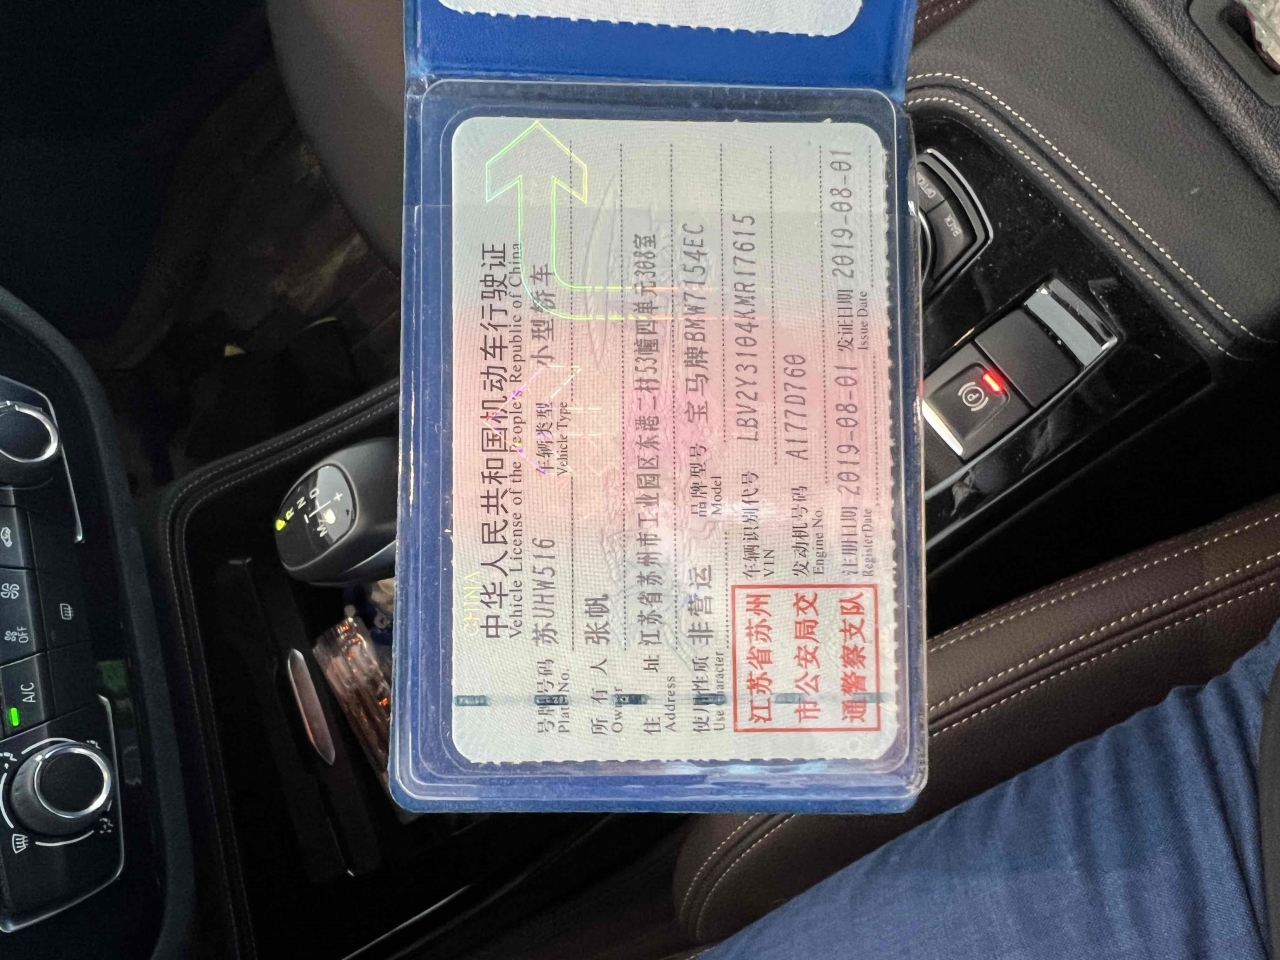 中华人民共和国机动车行驶证
Vehicle License of the People's Republic of China
号牌号码 苏UHW516 车辆类型 小型轿车
Plate No. Vehicle Type
所有人 张帆
Owner
住址 江苏省苏州市工业园区东港二村53幢四单元308室
Address
使用性质 非营运 品牌型号 宝马牌BMW7154EC
Use Character Model
江苏省苏州
市公安局交
通警察支队
车辆识别代号 LBV2Y3104KMR17615
VIN
发动机号码 A177D760
Engine No.
注册日期 2019-08-01 发证日期 2019-08-01
Register Date Issue Date
CHINA
R
N
D
M
+
P
A/C
OFF